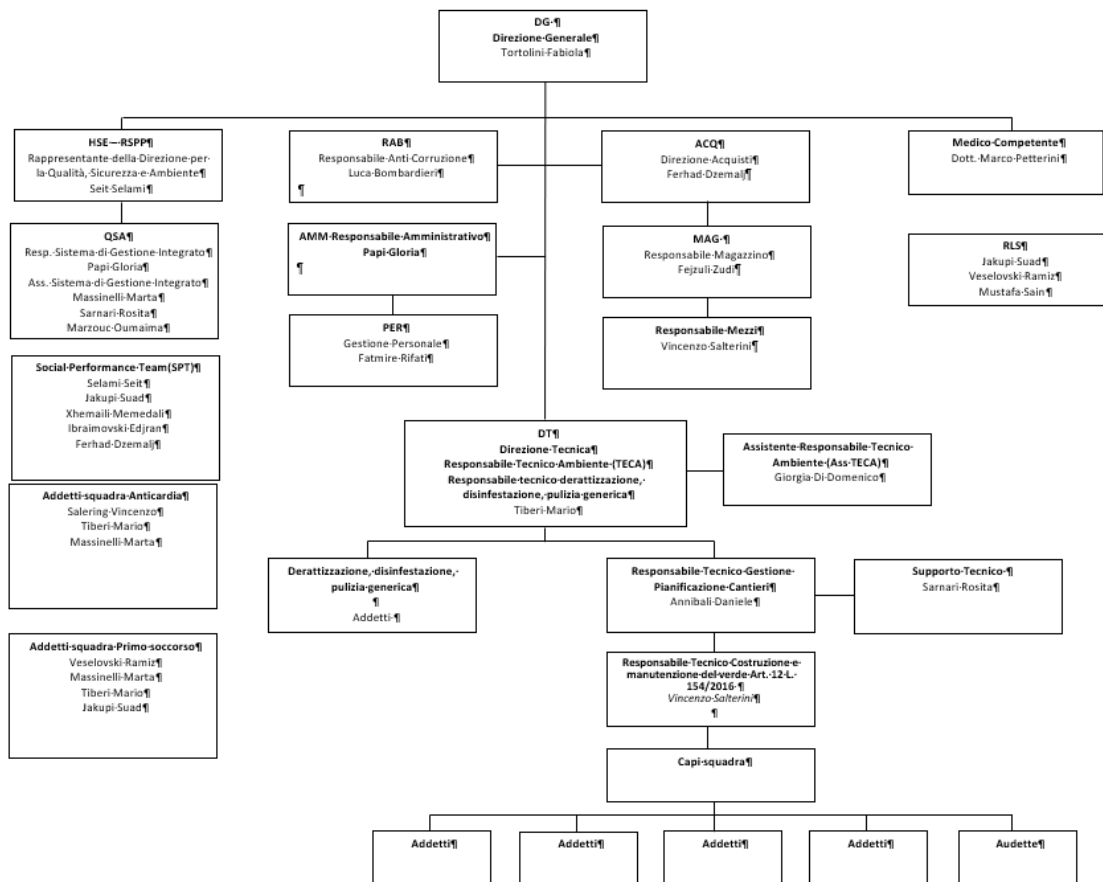 DG·¶
Direzione·Generale¶
Tortolini·Fabiola¶
HSE—·RSPP¶
Rappresentante·della·Direzione·per·
la·Qualità,·Sicurezza·e·Ambiente¶
Seit·Selami¶
RAB¶
Responsabile·Anti·Corruzione¶
Luca·Bombardieri¶
¶
ACQ¶
Direzione·Acquisti¶
Ferhad·Dzemalj¶
Medico·Competente¶
Dott.·Marco·Petterini¶
QSA¶
Resp.·Sistema·di·Gestione·Integrato¶
Papi·Gloria¶
Ass.·Sistema·di·Gestione·Integrato¶
Massinelli·Marta¶
Sarnari·Rosita¶
Marzouc·Oumaima¶
AMM·Responsabile·Amministrativo¶
Papi·Gloria¶
¶
MAG·¶
Responsabile·Magazzino¶
Fejzuli·Zudi¶
RLS¶
Jakupi·Suad¶
Veselovski·Ramiz¶
Mustafa·Sain¶
PER¶
Gestione·Personale¶
Fatmire·Rifati¶
Responsabile·Mezzi¶
Vincenzo·Salterini¶
Social·Performance·Team(SPT)¶
Selami·Seit¶
Jakupi·Suad¶
Xhemaili·Memedali¶
Ibraimovski·Edjran¶
Ferhad·Dzemalj¶
DT¶
Direzione·Tecnica¶
Responsabile·Tecnico·Ambiente·(TECA)¶
Responsabile·tecnico·derattizzazione,·
disinfestazione,·pulizia·generica¶
Tiberi·Mario¶
Assistente·Responsabile·Tecnico·
Ambiente·(Ass·TECA)¶
Giorgia·Di·Domenico¶
Addetti·squadra·Anticardia¶
Salering·Vincenzo¶
Tiberi·Mario¶
Massinelli·Marta¶
Derattizzazione,·disinfestazione,·
pulizia·generica¶
¶
Addetti·¶
Responsabile·Tecnico·Gestione·
Pianificazione·Cantieri¶
Annibali·Daniele¶
Supporto·Tecnico·¶
Sarnari·Rosita¶
Addetti·squadra·Primo·soccorso¶
Veselovski·Ramiz¶
Massinelli·Marta¶
Tiberi·Mario¶
Jakupi·Suad¶
Responsabile·Tecnico·Costruzione·e·
manutenzione·del·verde·Art.·12·L.·
154/2016·¶
Vincenzo·Salterini¶
¶
Capi·squadra¶
Addetti¶
Addetti¶
Addetti¶
Addetti¶
Audette¶